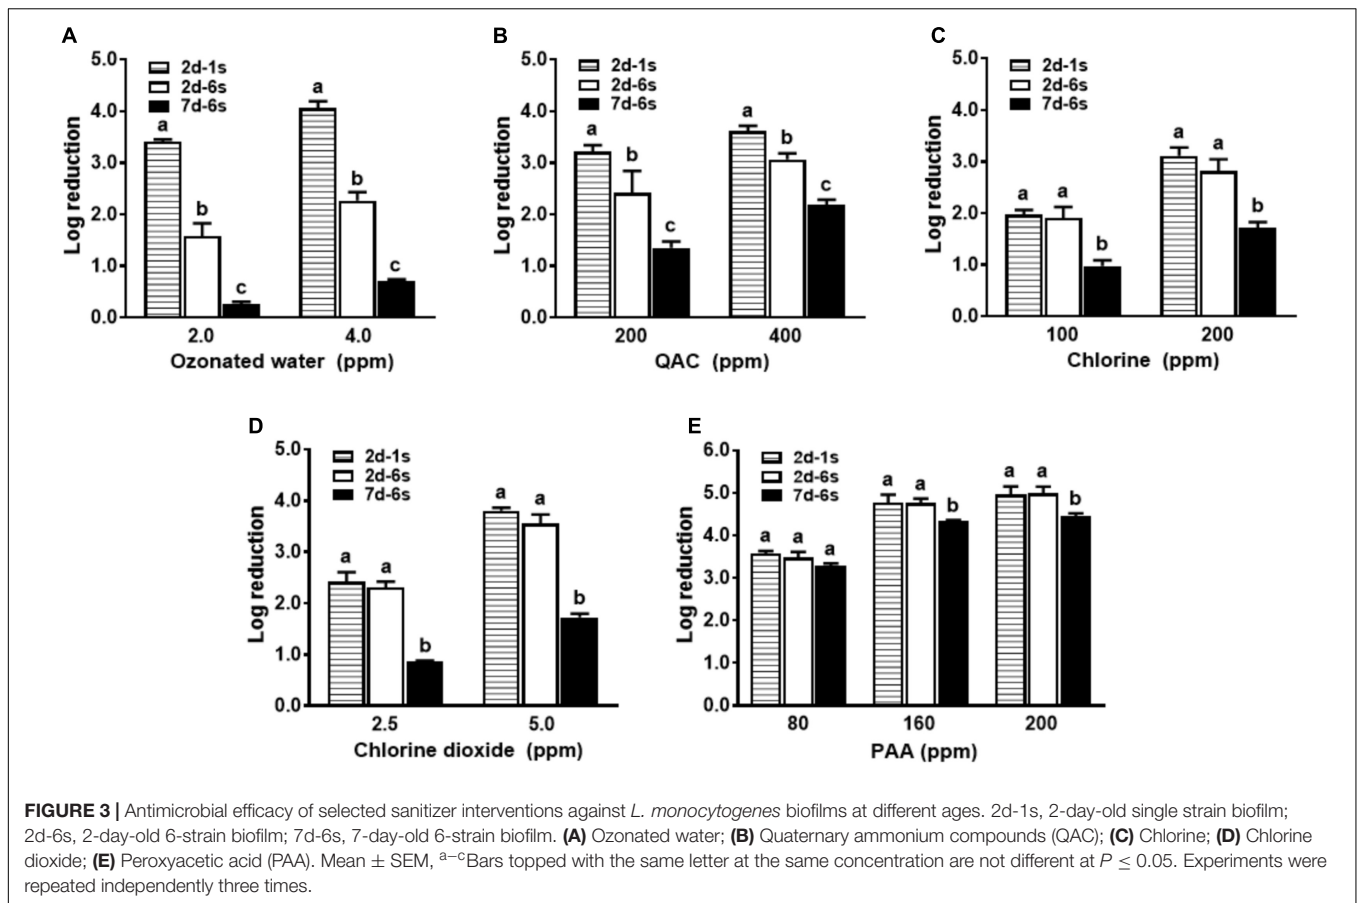 A
5.0
4.0
3.0
2.0
1.0
0.0
Log reduction
2d-1s
2d-6s
7d-6s
a
b
c
a
b
c
2.0
4.0
Ozonated water (ppm)
B
5.0
4.0
3.0
2.0
1.0
0.0
Log reduction
2d-1s
2d-6s
7d-6s
a
b
c
a
b
c
200
400
QAC (ppm)
C
5.0
4.0
3.0
2.0
1.0
0.0
Log reduction
2d-1s
2d-6s
7d-6s
a
a
b
a
a
b
100
200
Chlorine (ppm)
D
5.0
4.0
3.0
2.0
1.0
0.0
Log reduction
2d-1s
2d-6s
7d-6s
a
a
b
a
a
b
2.5
5.0
Chlorine dioxide (ppm)
E
6.0
5.0
4.0
3.0
2.0
1.0
0.0
Log reduction
2d-1s
2d-6s
7d-6s
a
a
a
a
a
b
a
a
b
80
160
200
PAA (ppm)
FIGURE 3 | Antimicrobial efficacy of selected sanitizer interventions against L. monocytogenes biofilms at different ages. 2d-1s, 2-day-old single strain biofilm;
2d-6s, 2-day-old 6-strain biofilm; 7d-6s, 7-day-old 6-strain biofilm. (A) Ozonated water; (B) Quaternary ammonium compounds (QAC); (C) Chlorine; (D) Chlorine
dioxide; (E) Peroxyacetic acid (PAA). Mean ± SEM, a−cBars topped with the same letter at the same concentration are not different at P ≤ 0.05. Experiments were
repeated independently three times.